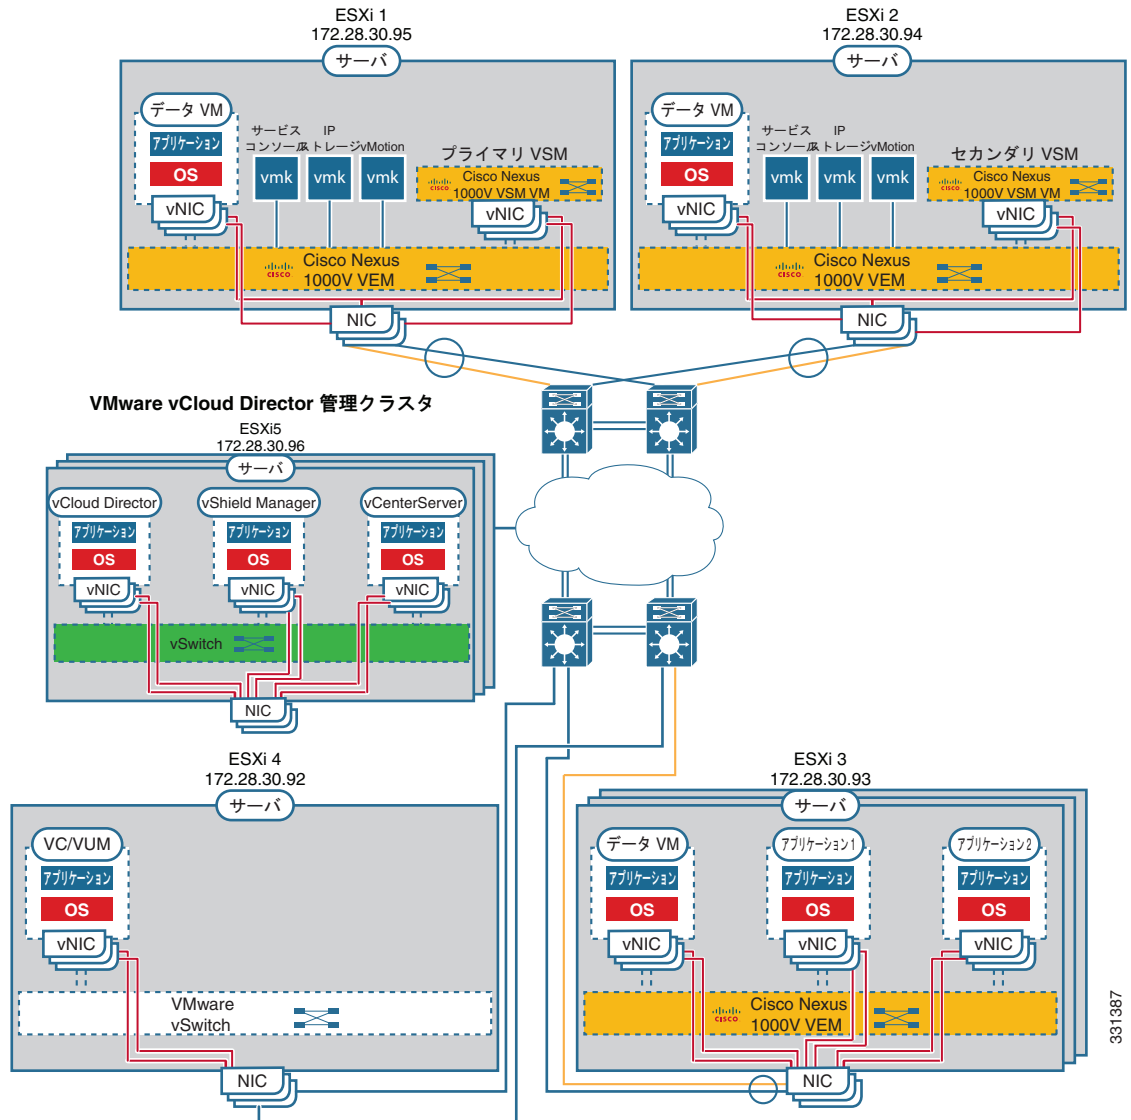 ESXi 1
172.28.30.95
サーバ
データ VM
アプリケーション
OS
vNIC
サービス
コンソール
vmk
IP
ストレージ
vmk
vMotion
vmk
プライマリ VSM
cisco
Cisco Nexus
1000V VSM VM
vNIC
cisco
Cisco Nexus
1000V VEM
NIC
ESXi 2
172.28.30.94
サーバ
データ VM
アプリケーション
OS
vNIC
サービス
コンソール
vmk
IP
ストレージ
vmk
vMotion
vmk
セカンダリ VSM
cisco
Cisco Nexus
1000V VSM VM
vNIC
cisco
Cisco Nexus
1000V VEM
NIC
VMware vCloud Director 管理クラスタ
ESXi5
172.28.30.96
サーバ
vCloud Director
アプリケーション
OS
vNIC
vShield Manager
アプリケーション
OS
vNIC
vCenterServer
アプリケーション
OS
vNIC
vSwitch
NIC
ESXi 4
172.28.30.92
サーバ
VC/VUM
アプリケーション
OS
vNIC
VMware
vSwitch
NIC
ESXi 3
172.28.30.93
サーバ
データ VM
アプリケーション
OS
vNIC
アプリケーション1
アプリケーション
OS
vNIC
アプリケーション2
アプリケーション
OS
vNIC
cisco
Cisco Nexus
1000V VEM
NIC
331387